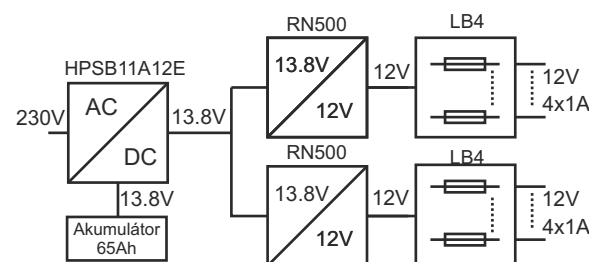 HPSB11A12E
230V
AC
DC
13.8V
13.8V
Akumulátor
65Ah
RN500
13.8V
12V
12V
LB4
12V
4x1A
RN500
13.8V
12V
12V
LB4
12V
4x1A